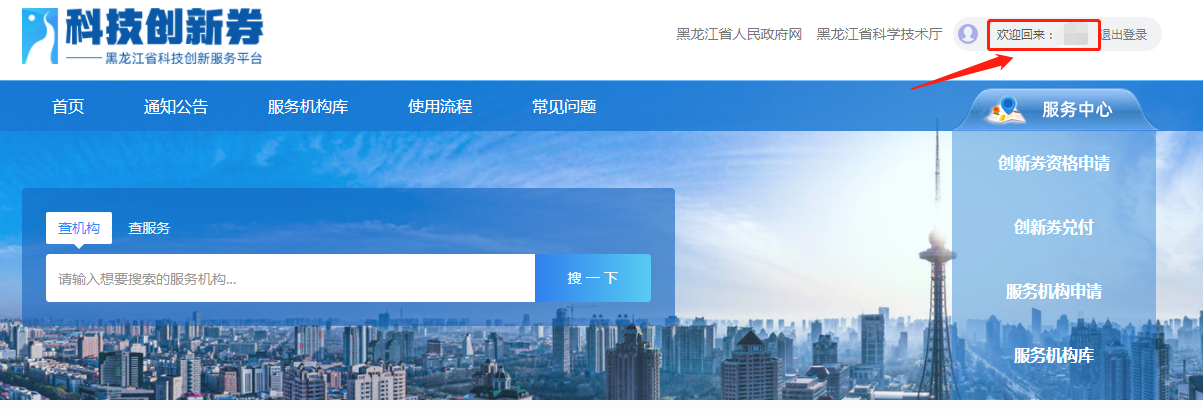 科技创新券
黑龙江省科技创新服务平台
黑龙江省人民政府网 黑龙江省科学技术厅 欢迎回来： 退出登录
首页 通知公告 服务机构库 使用流程 常见问题 服务中心
创新券资格申请
创新券兑付
服务机构申请
服务机构库
查机构 查服务
请输入想要搜索的服务机构... 搜一下